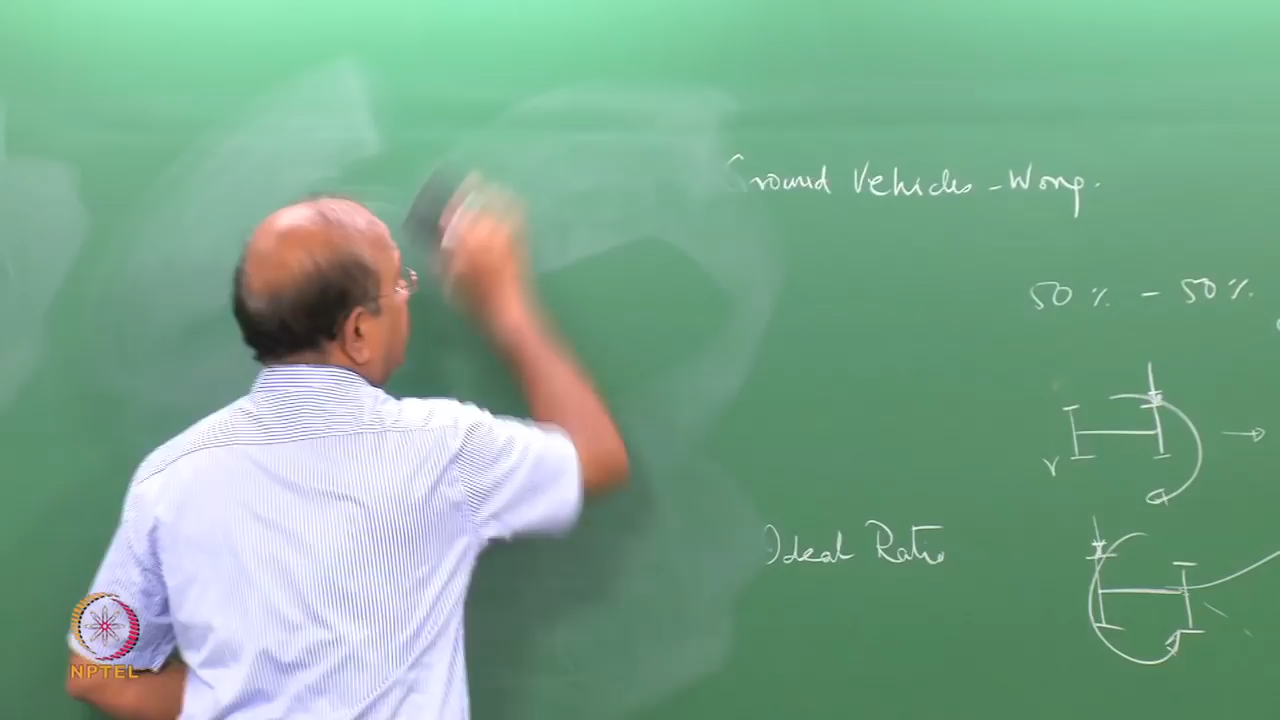 Ground Vehicles - Wong.
50 % - 50 %
r
Ideal Ratio
NPTEL